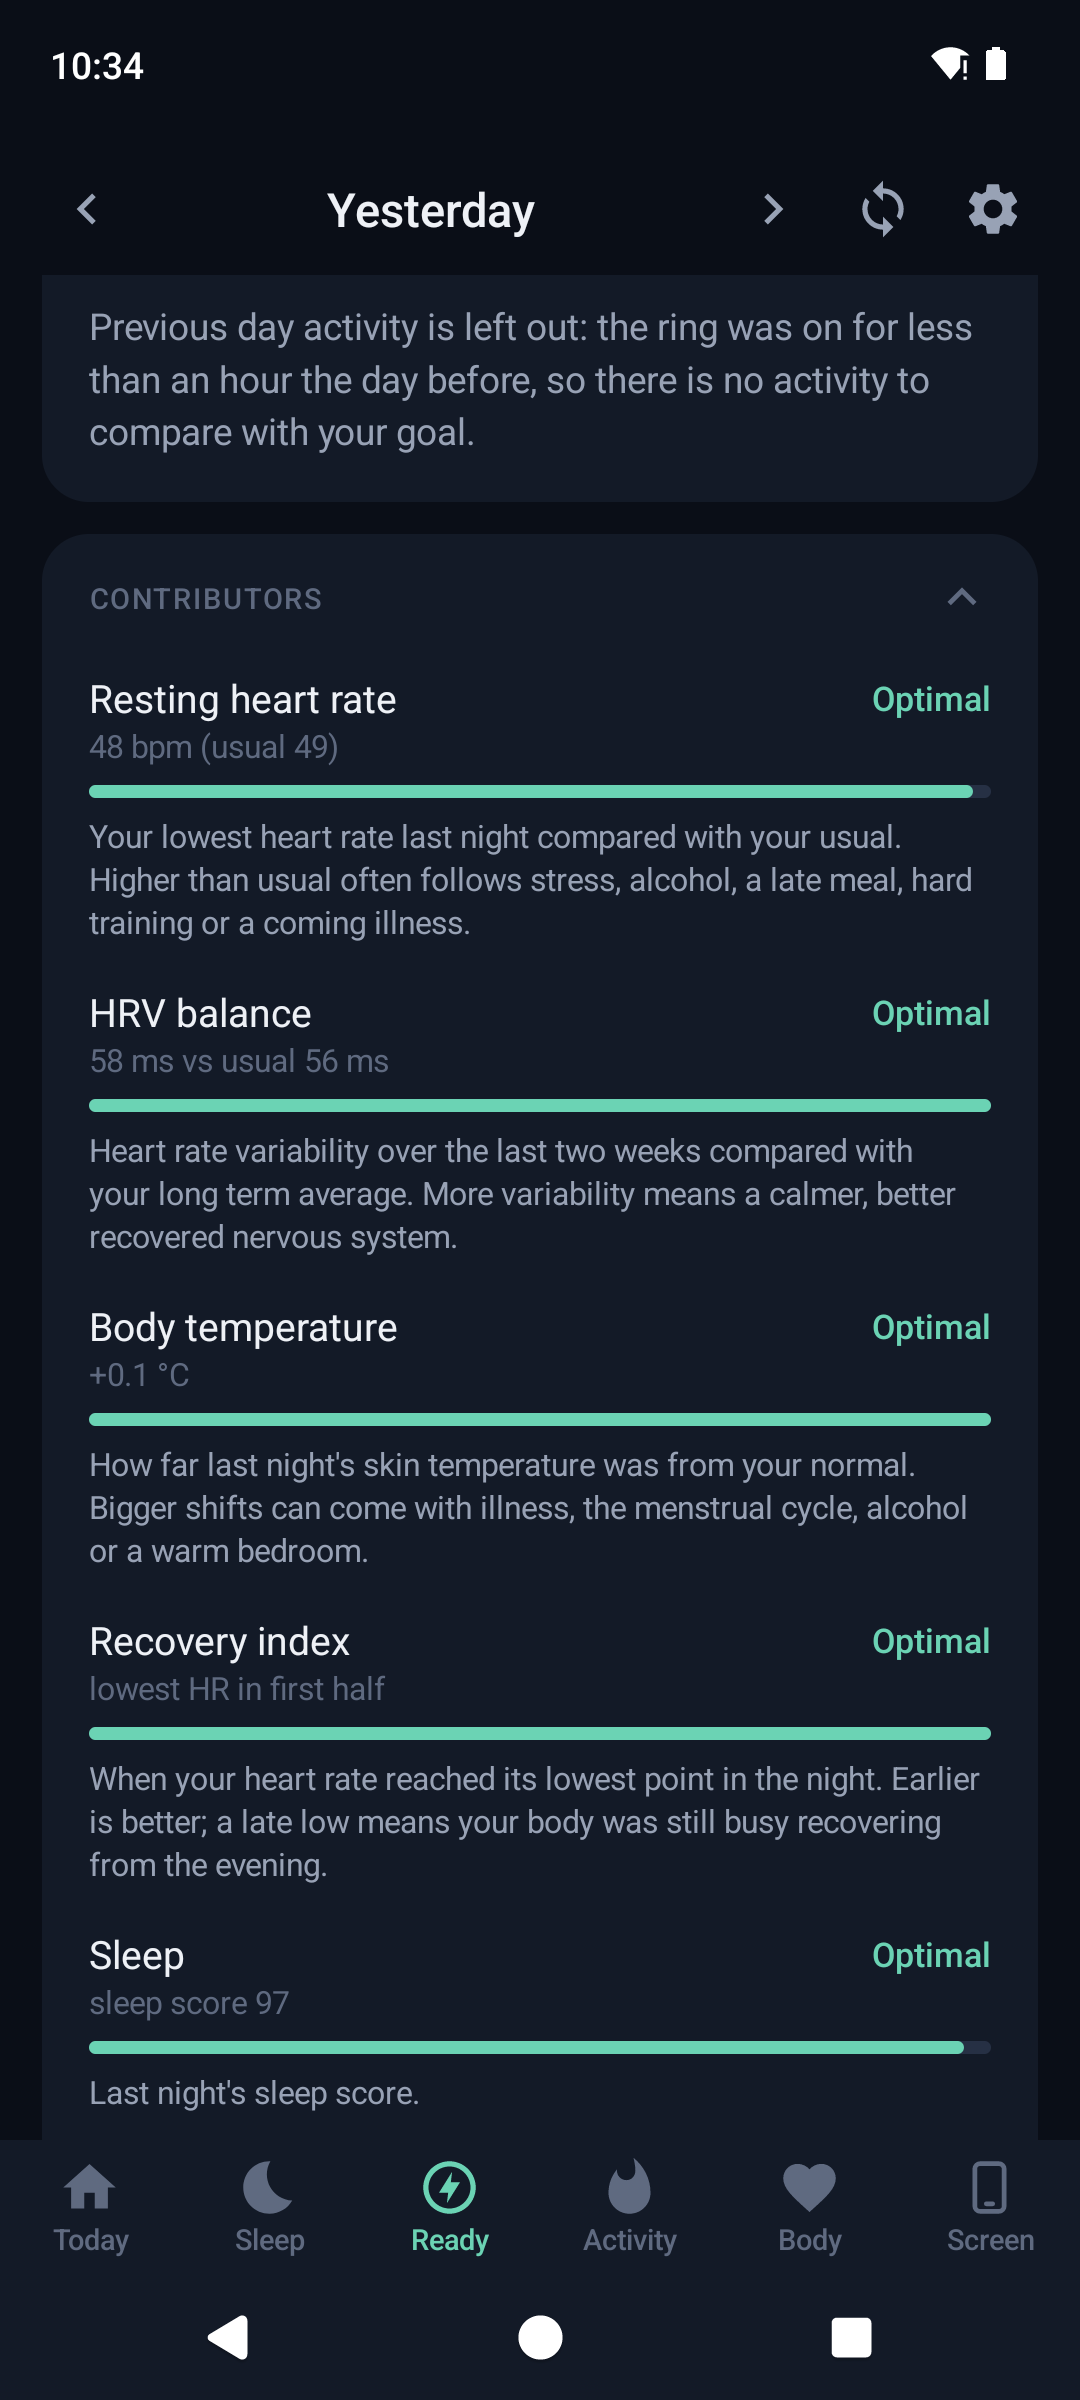 10:34
Yesterday
Previous day activity is left out: the ring was on for less
than an hour the day before, so there is no activity to
compare with your goal.
CONTRIBUTORS
Resting heart rate
Optimal
48 bpm (usual 49)
Your lowest heart rate last night compared with your usual.
Higher than usual often follows stress, alcohol, a late meal, hard
training or a coming illness.
HRV balance
Optimal
58 ms vs usual 56 ms
Heart rate variability over the last two weeks compared with
your long term average. More variability means a calmer, better
recovered nervous system.
Body temperature
Optimal
+0.1 °C
How far last night's skin temperature was from your normal.
Bigger shifts can come with illness, the menstrual cycle, alcohol
or a warm bedroom.
Recovery index
Optimal
lowest HR in first half
When your heart rate reached its lowest point in the night. Earlier
is better; a late low means your body was still busy recovering
from the evening.
Sleep
Optimal
sleep score 97
Last night's sleep score.
Today
Sleep
Ready
Activity
Body
Screen